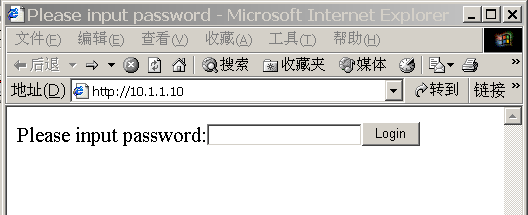 Please input password - Microsoft Internet Explorer
文件(F) 编辑(E) 查看(V) 收藏(A) 工具(T) 帮助(H)
后退 搜索 收藏夹 媒体 »
地址(D) http://10.1.1.10 转到 链接 »
Please input password: Login